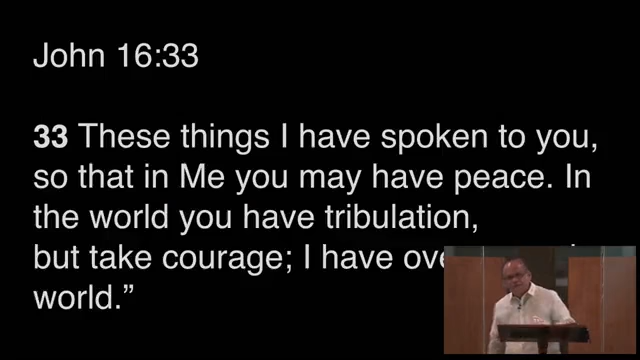 John 16:33
33 These things I have spoken to you,
so that in Me you may have peace. In
the world you have tribulation,
but take courage; I have ove
world.”